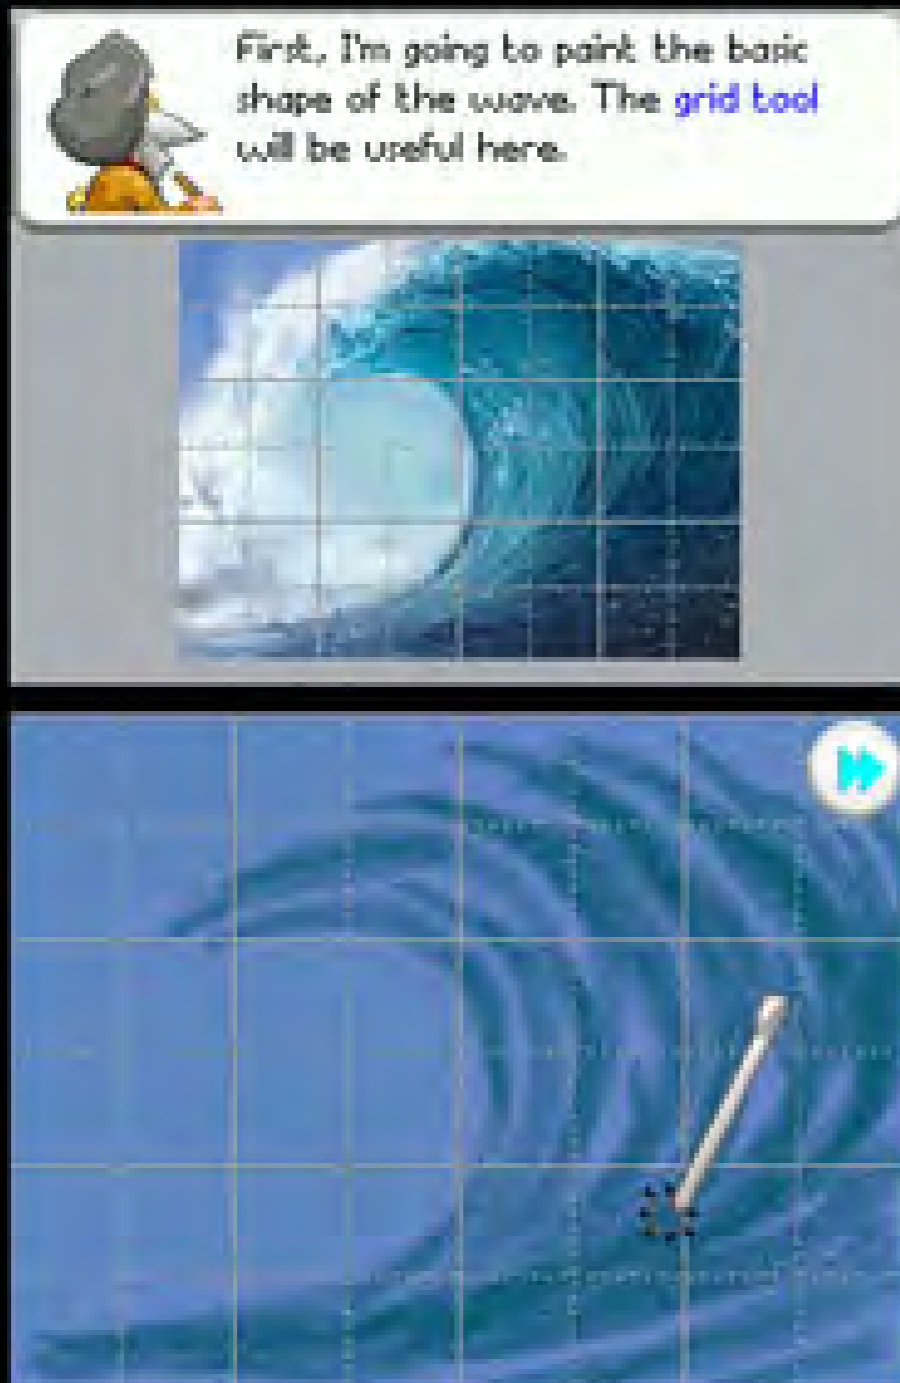 First, I'm going to paint the basic
shape of the wave. The grid tool
will be useful here.